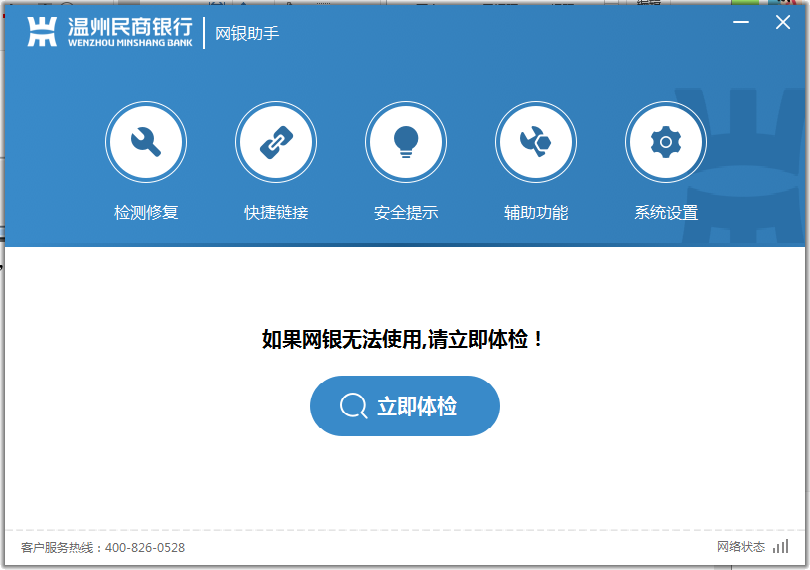 温州民商银行
WENZHOU MINSHANG BANK
网银助手
检测修复 快捷链接 安全提示 辅助功能 系统设置
如果网银无法使用,请立即体检！
立即体检
客户服务热线：400-826-0528 网络状态